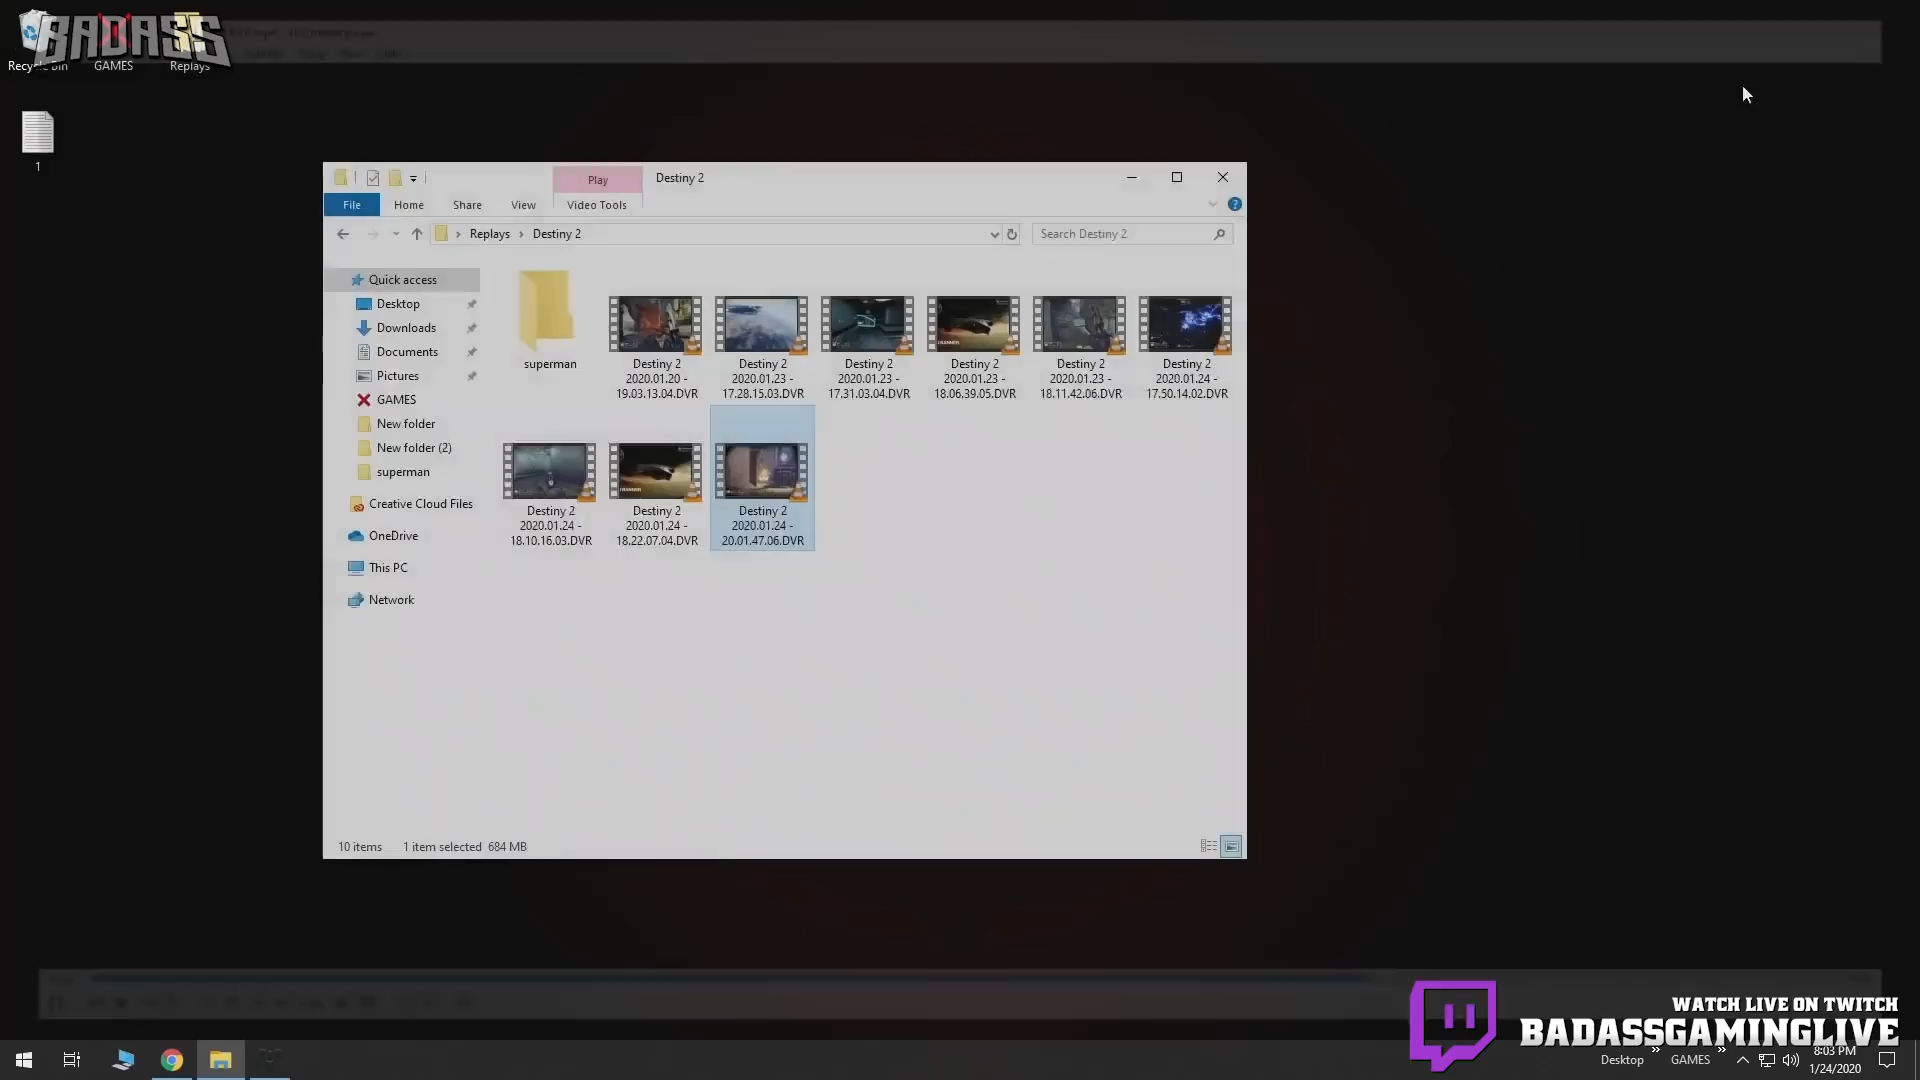 BADASS
Recycle Bin
GAMES
Replays
1
Play
Destiny 2
File
Home
Share
View
Video Tools
Replays
Destiny 2
Search Destiny 2
Quick access
Desktop
Downloads
Documents
Pictures
GAMES
New folder
New folder (2)
superman
Creative Cloud Files
OneDrive
This PC
Network
superman
Destiny 2
2020.01.20 -
19.03.13.04.DVR
Destiny 2
2020.01.23 -
17.28.15.03.DVR
Destiny 2
2020.01.23 -
17.31.03.04.DVR
Destiny 2
2020.01.23 -
18.06.39.05.DVR
Destiny 2
2020.01.23 -
18.11.42.06.DVR
Destiny 2
2020.01.24 -
17.50.14.02.DVR
Destiny 2
2020.01.24 -
18.10.16.03.DVR
Destiny 2
2020.01.24 -
18.22.07.04.DVR
Destiny 2
2020.01.24 -
20.01.47.06.DVR
10 items
1 item selected 684 MB
WATCH LIVE ON TWITCH
BADASSGAMINGLIVE
Desktop
GAMES
8:03 PM
1/24/2020